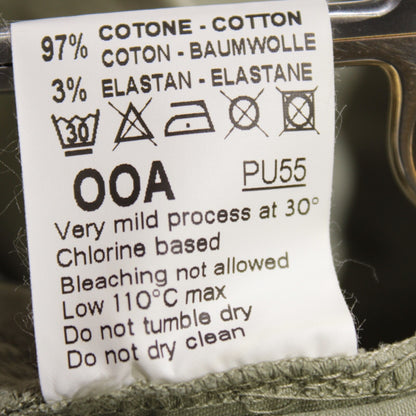 97% COTONE - COTTON
COTON - BAUMWOLLE
3% ELASTAN - ELASTANE
30
OOA PU55
Very mild process at 30°
Chlorine based
Bleaching not allowed
Low 110°C max
Do not tumble dry
Do not dry clean